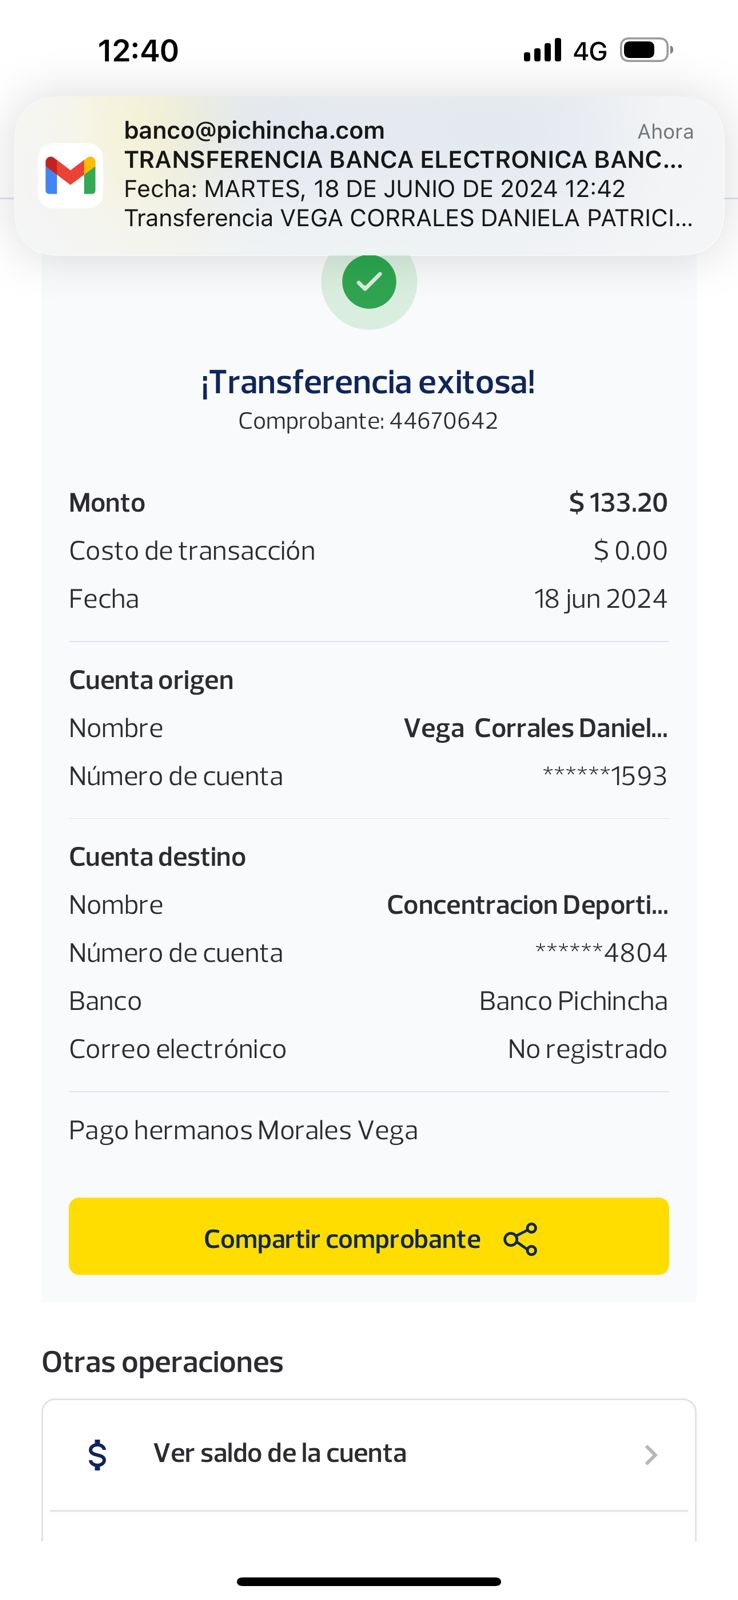 12:40
4G
banco@pichincha.com Ahora
TRANSFERENCIA BANCA ELECTRONICA BANC...
Fecha: MARTES, 18 DE JUNIO DE 2024 12:42
Transferencia VEGA CORRALES DANIELA PATRICI...
¡Transferencia exitosa!
Comprobante: 44670642
Monto $ 133.20
Costo de transacción $ 0.00
Fecha 18 jun 2024
Cuenta origen
Nombre Vega Corrales Daniel...
Número de cuenta ******1593
Cuenta destino
Nombre Concentracion Deporti...
Número de cuenta ******4804
Banco Banco Pichincha
Correo electrónico No registrado
Pago hermanos Morales Vega
Compartir comprobante
Otras operaciones
$ Ver saldo de la cuenta